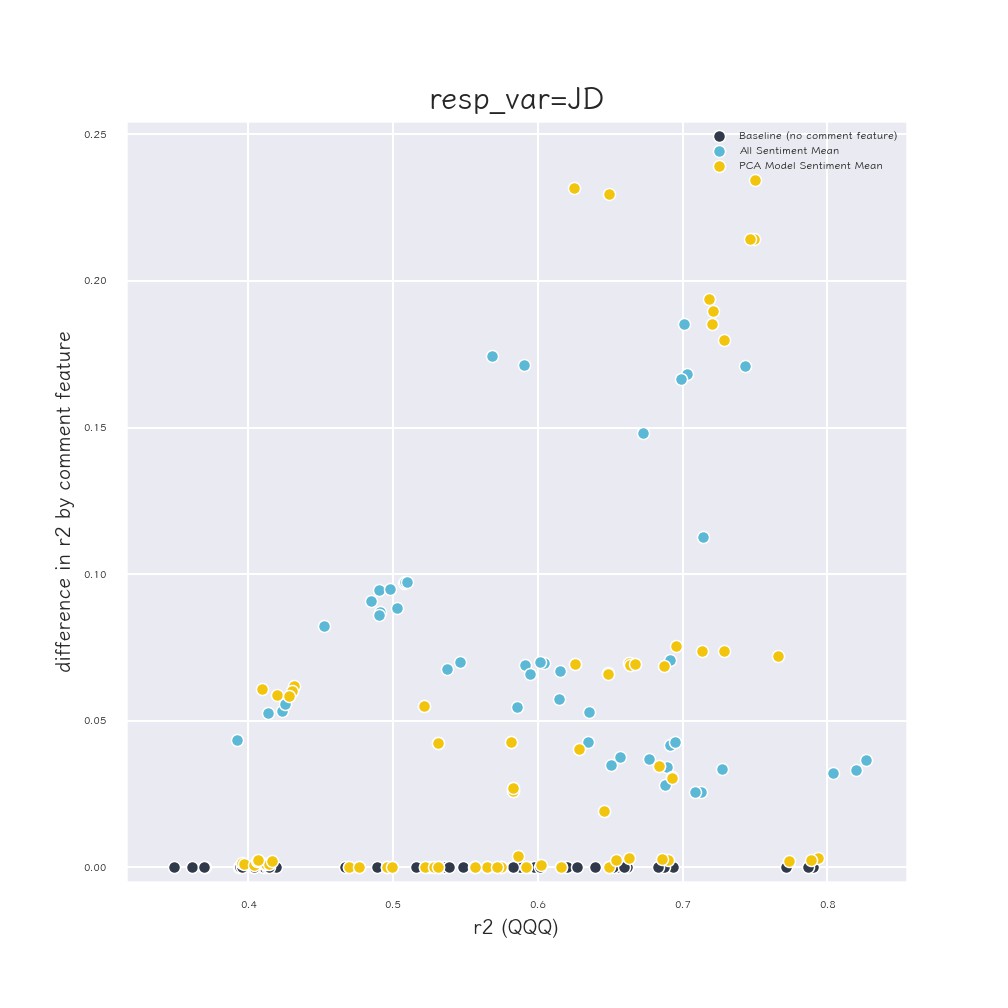 resp_var=JD
Baseline (no comment feature)
All Sentiment Mean
PCA Model Sentiment Mean
0.25
0.20
0.15
0.10
0.05
0.00
difference in r2 by comment feature
0.4 0.5 0.6 0.7 0.8
r2 (QQQ)